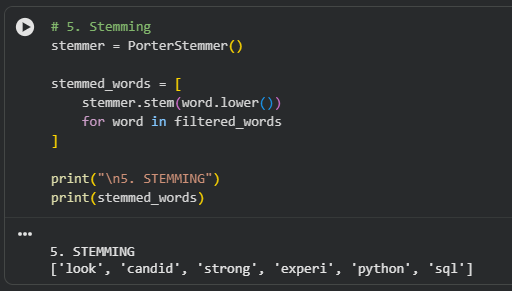 # 5. Stemming
stemmer = PorterStemmer()
stemmed_words = [
    stemmer.stem(word.lower())
    for word in filtered_words
]
print("\n5. STEMMING")
print(stemmed_words)
5. STEMMING
['look', 'candid', 'strong', 'experi', 'python', 'sql']